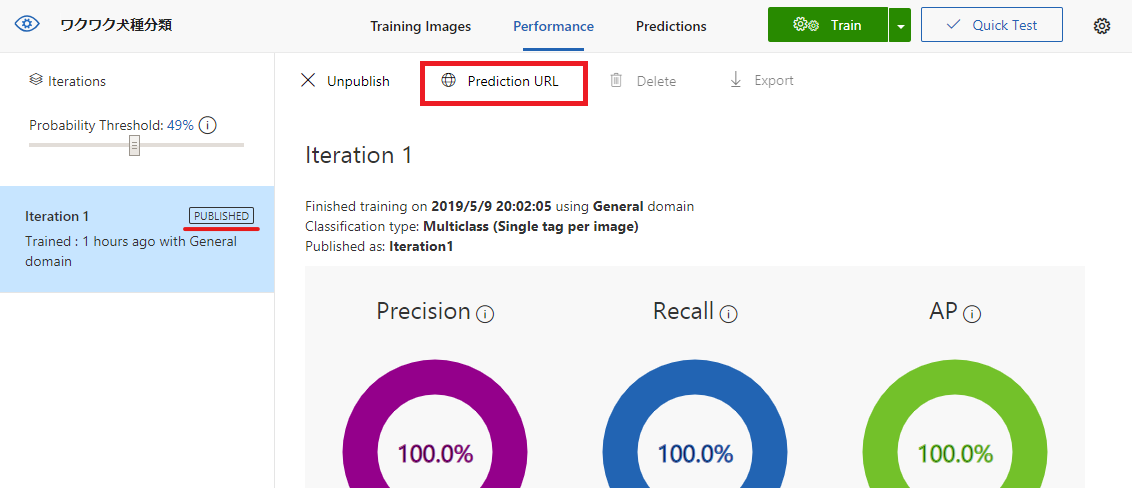 ワクワク犬種分類
Training Images
Performance
Predictions
Train
Quick Test
Iterations
Unpublish
Prediction URL
Delete
Export
Probability Threshold: 49%
Iteration 1
PUBLISHED
Trained : 1 hours ago with General
domain
Iteration 1
Finished training on 2019/5/9 20:02:05 using General domain
Classification type: Multiclass (Single tag per image)
Published as: Iteration1
Precision
Recall
AP
100.0%
100.0%
100.0%